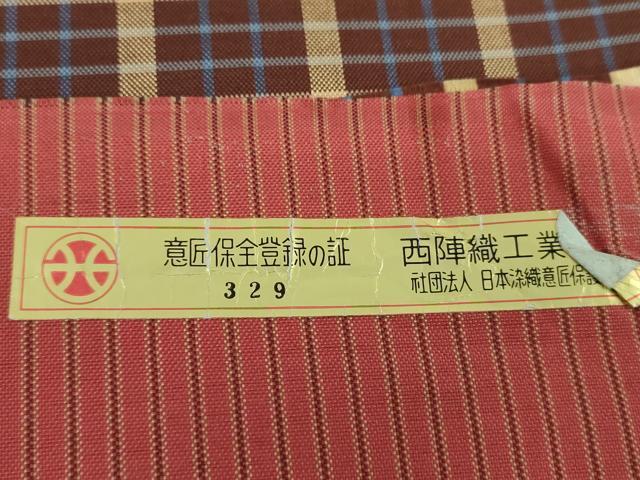 意匠保全登録の証
329
西陣織工業
社団法人 日本染織意匠保